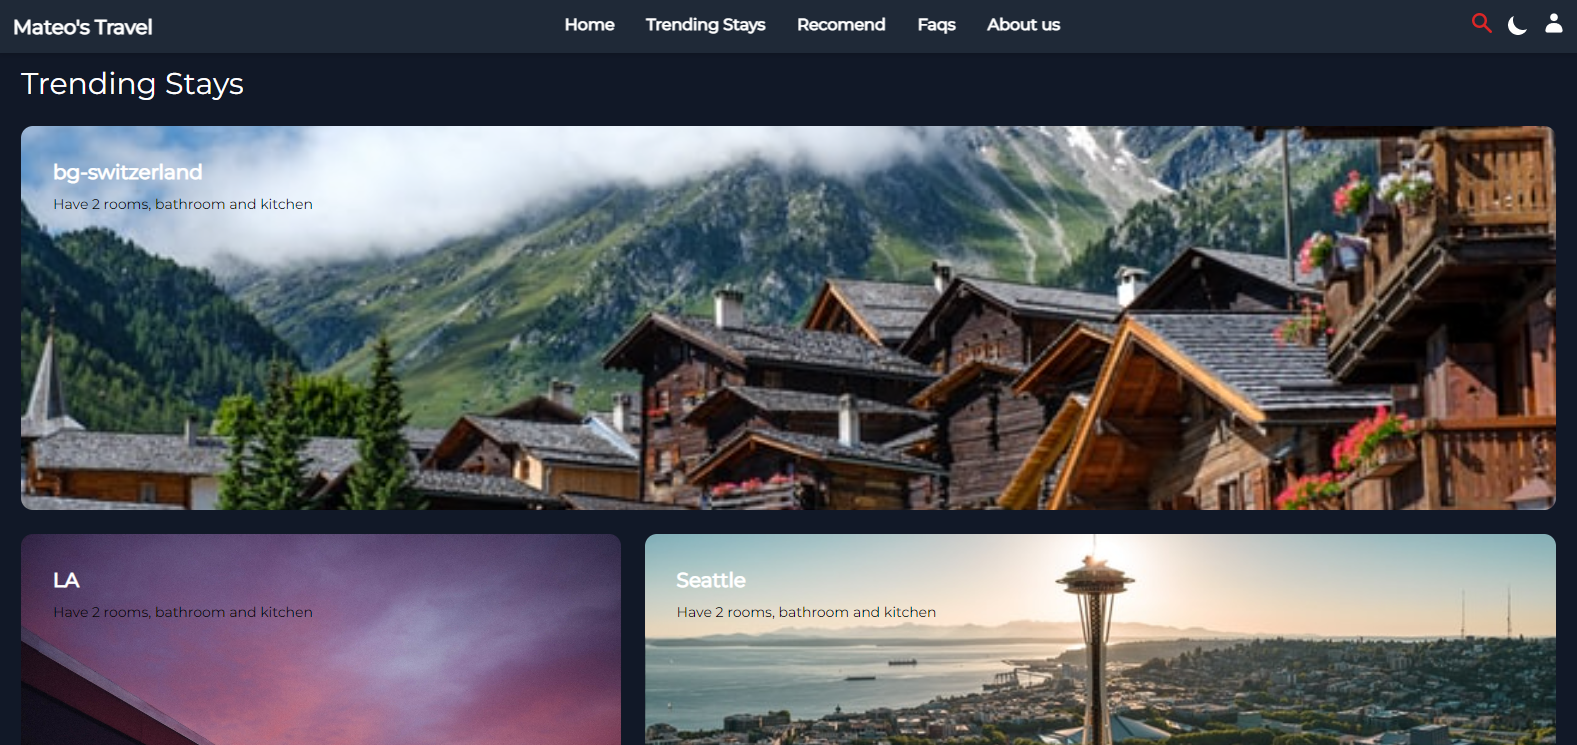 Mateo's Travel
Home
Trending Stays
Recomend
Faqs
About us
Trending Stays
bg-switzerland
Have 2 rooms, bathroom and kitchen
LA
Have 2 rooms, bathroom and kitchen
Seattle
Have 2 rooms, bathroom and kitchen